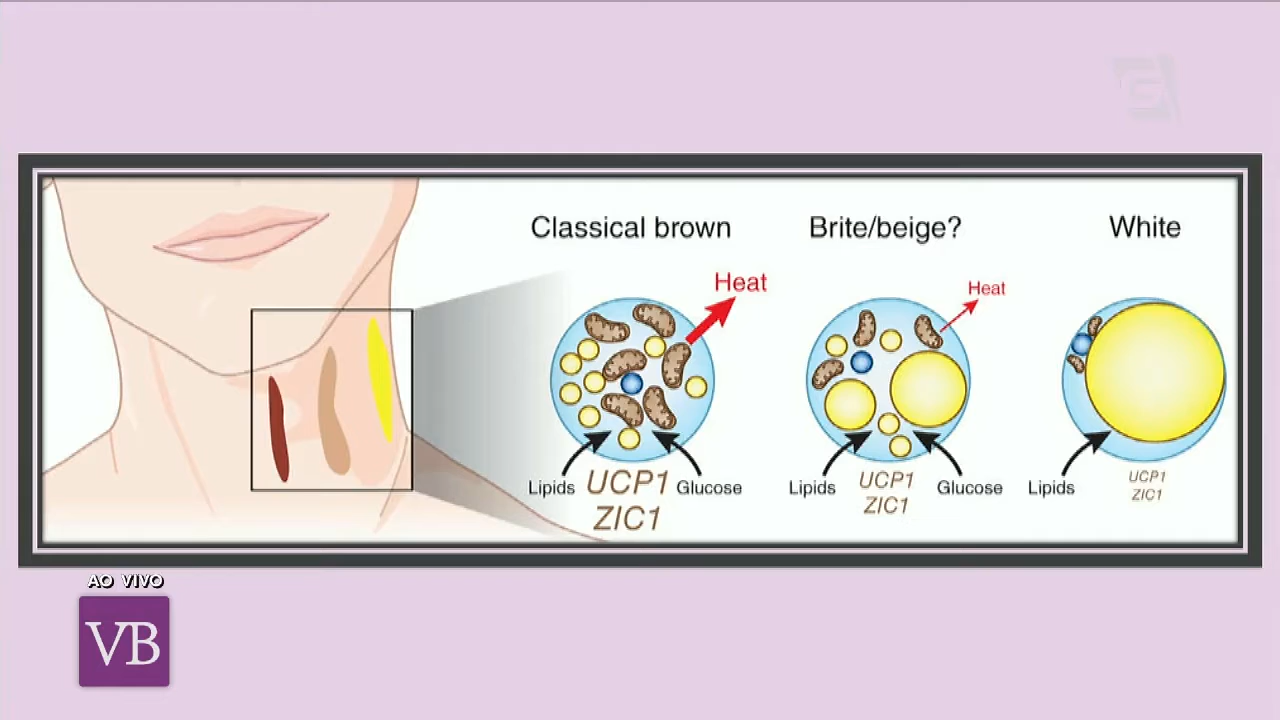 Classical brown
Brite/beige?
White
Heat
Heat
Lipids
UCP1
ZIC1
Glucose
Lipids
UCP1
ZIC1
Glucose
Lipids
UCP1
ZIC1
AO VIVO
VB